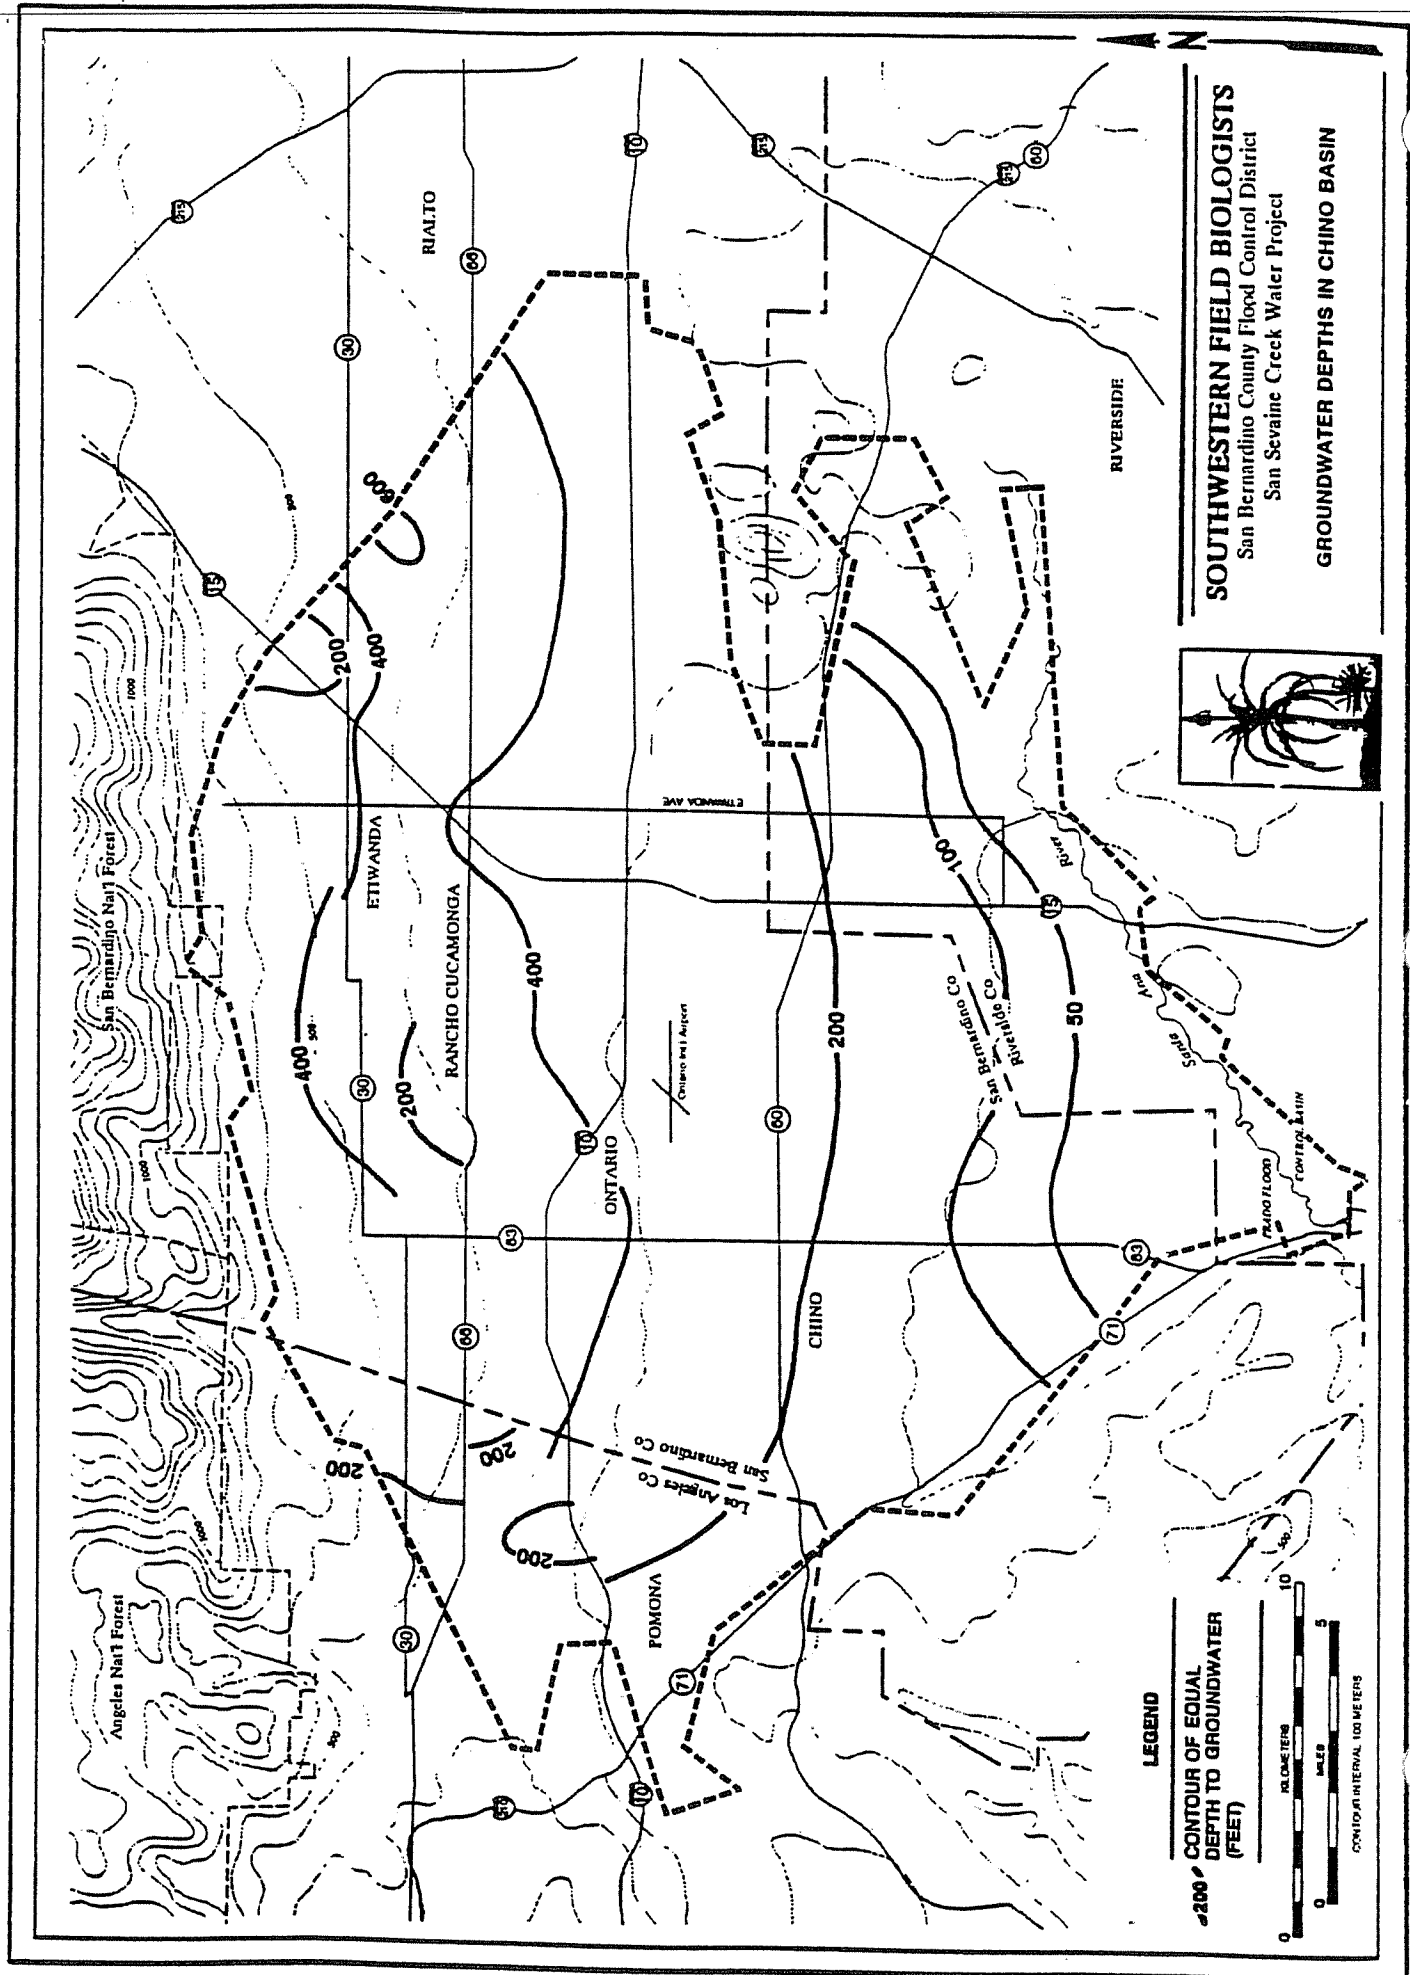 N
SOUTHWESTERN FIELD BIOLOGISTS
San Bernardino County Flood Control District
San Sevaine Creek Water Project
GROUNDWATER DEPTHS IN CHINO BASIN
Angeles Nat'l Forest
San Bernardino Nat'l Forest
1000
1000
1000
500
500
500
500
15
215
30
30
30
66
66
10
10
10
215
215
60
60
15
83
83
71
71
210
RIALTO
ETIWANDA
RANCHO CUCAMONGA
ONTARIO
Ontario Int'l Airport
ETIWANDA AVE
POMONA
CHINO
RIVERSIDE
San Bernardino Co
Los Angeles Co
San Bernardino Co
Riverside Co
Santa
Ana
River
PRADO FLOOD
CONTROL BASIN
600
400
200
400
200
400
200
200
200
200
100
50
LEGEND
200 CONTOUR OF EQUAL
DEPTH TO GROUNDWATER
(FEET)
0 KILOMETERS 10
0 MILES 5
CONTOUR INTERVAL 100 METERS